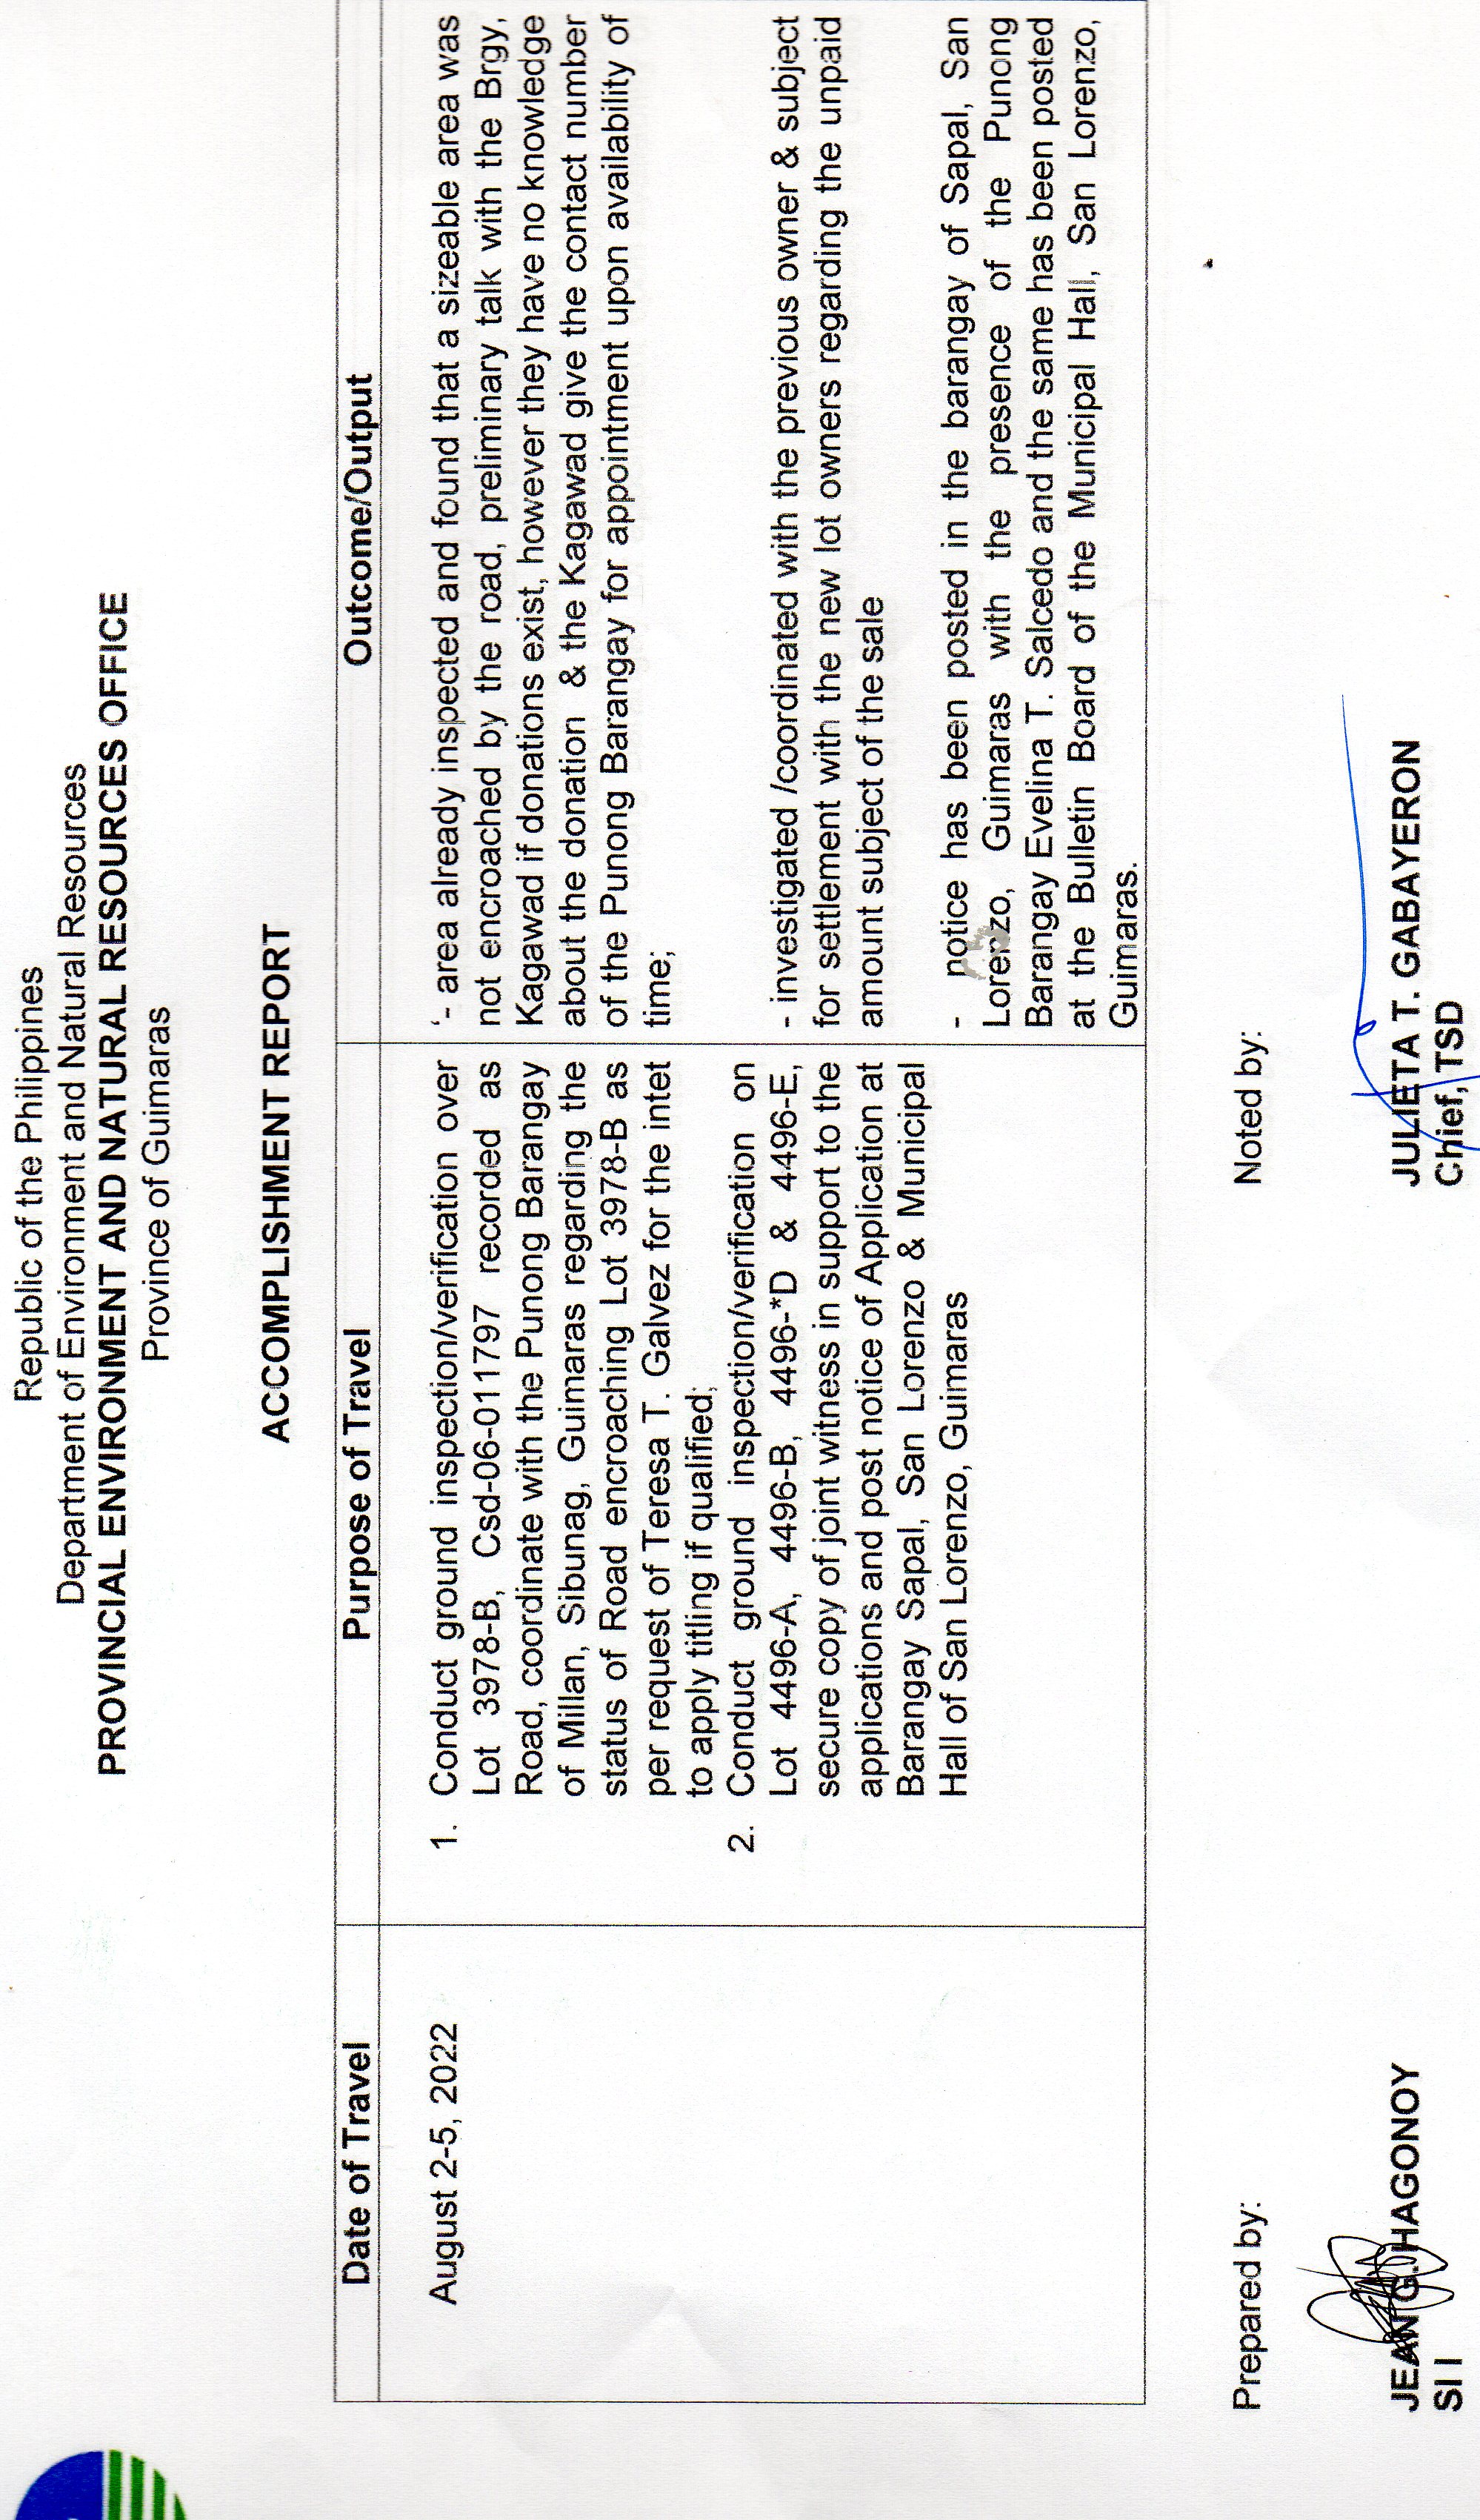 Republic of the Philippines
Department of Environment and Natural Resources
PROVINCIAL ENVIRONMENT AND NATURAL RESOURCES OFFICE
Province of Guimaras
ACCOMPLISHMENT REPORT
Date of Travel
Purpose of Travel
Outcome/Output
August 2-5, 2022
1. Conduct ground inspection/verification over
Lot 3978-B, Csd-06-011797 recorded as
Road, coordinate with the Punong Barangay
of Millan, Sibunag, Guimaras regarding the
status of Road encroaching Lot 3978-B as
per request of Teresa T. Galvez for the intet
to apply titling if qualified;
2. Conduct ground inspection/verification on
Lot 4496-A, 4496-B, 4496-*D & 4496-E,
secure copy of joint witness in support to the
applications and post notice of Application at
Barangay Sapal, San Lorenzo & Municipal
Hall of San Lorenzo, Guimaras
‘- area already inspected and found that a sizeable area was
not encroached by the road, preliminary talk with the Brgy,
Kagawad if donations exist, however they have no knowledge
about the donation & the Kagawad give the contact number
of the Punong Barangay for appointment upon availability of
time;
- investigated /coordinated with the previous owner & subject
for settlement with the new lot owners regarding the unpaid
amount subject of the sale
- notice has been posted in the barangay of Sapal, San
Lorenzo, Guimaras with the presence of the Punong
Barangay Evelina T. Salcedo and the same has been posted
at the Bulletin Board of the Municipal Hall, San Lorenzo,
Guimaras.
Prepared by:
JEAN G. HAGONOY
SI I
Noted by:
JULIETA T. GABAYERON
Chief, TSD